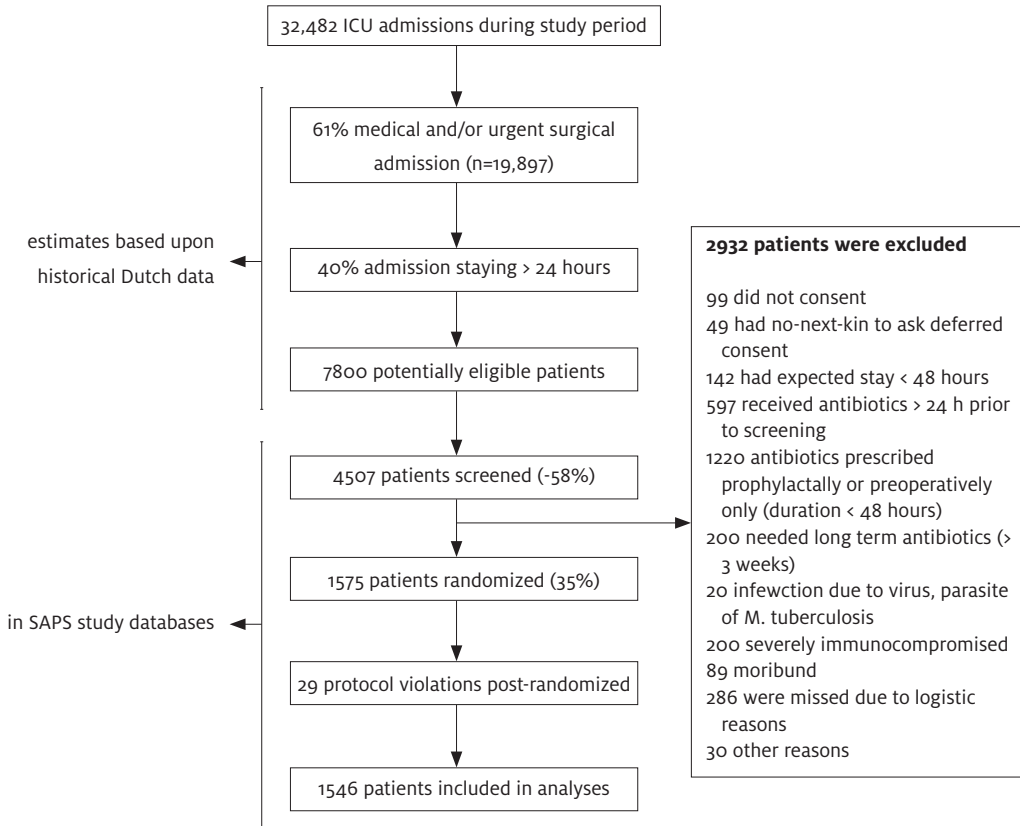 32,482 ICU admissions during study period
61% medical and/or urgent surgical
admission (n=19,897)
estimates based upon
historical Dutch data
40% admission staying > 24 hours
7800 potentially eligible patients
4507 patients screened (-58%)
1575 patients randomized (35%)
in SAPS study databases
29 protocol violations post-randomized
1546 patients included in analyses
2932 patients were excluded
99 did not consent
49 had no-next-kin to ask deferred
consent
142 had expected stay < 48 hours
597 received antibiotics > 24 h prior
to screening
1220 antibiotics prescribed
prophylactally or preoperatively
only (duration < 48 hours)
200 needed long term antibiotics (>
3 weeks)
20 infewction due to virus, parasite
of M. tuberculosis
200 severely immunocompromised
89 moribund
286 were missed due to logistic
reasons
30 other reasons